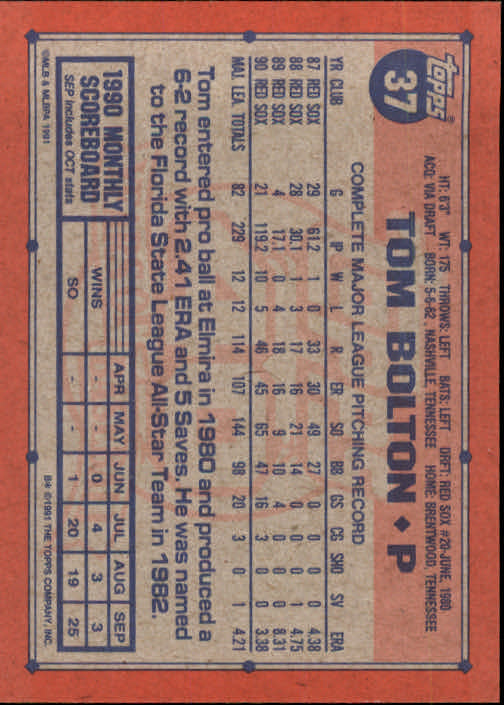 topps®
37
HT: 6'3" WT: 175 THROWS: LEFT BATS: LEFT DRFT: RED SOX #20-JUNE, 1980
ACQ: VIA DRAFT BORN: 5-6-62 NASHVILLE, TENNESSEE HOME: BRENTWOOD, TENNESSEE
TOM BOLTON ◆ P
COMPLETE MAJOR LEAGUE PITCHING RECORD
YR CLUB G IP W L R ER SO BB GS CG SHO SV ERA
87 RED SOX 29 61.2 1 0 33 30 49 27 0 0 0 0 4.38
88 RED SOX 28 30.1 1 3 17 16 21 14 0 0 0 1 4.75
89 RED SOX 4 17.1 0 4 18 16 9 10 4 0 0 0 8.31
90 RED SOX 21 119.2 10 5 46 45 65 47 16 3 0 0 3.38
MAJ. LEA. TOTALS 82 229 12 12 114 107 144 98 20 3 0 1 4.21
Tom entered pro ball at Elmira in 1980 and produced a
6-2 record with 2.41 ERA and 5 Saves. He was named
to the Florida State League All-Star Team in 1982.
1990 MONTHLY
SCOREBOARD
SEP includes OCT stats
APR MAY JUN JUL AUG SEP
WINS - - 0 4 3 3
SO - - 1 20 19 25
©MLB & MLBPA 1991
B* ©1991 THE TOPPS COMPANY, INC.